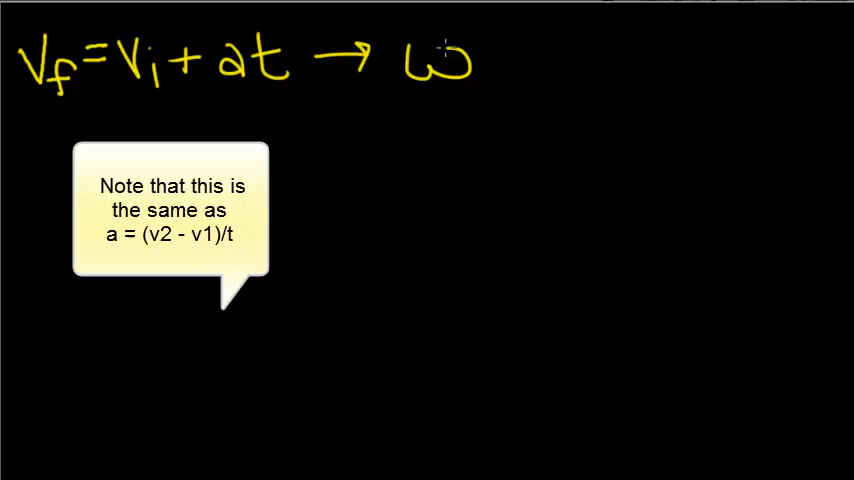 Vf = Vi + at → ω
Note that this is
the same as
a = (v2 - v1)/t